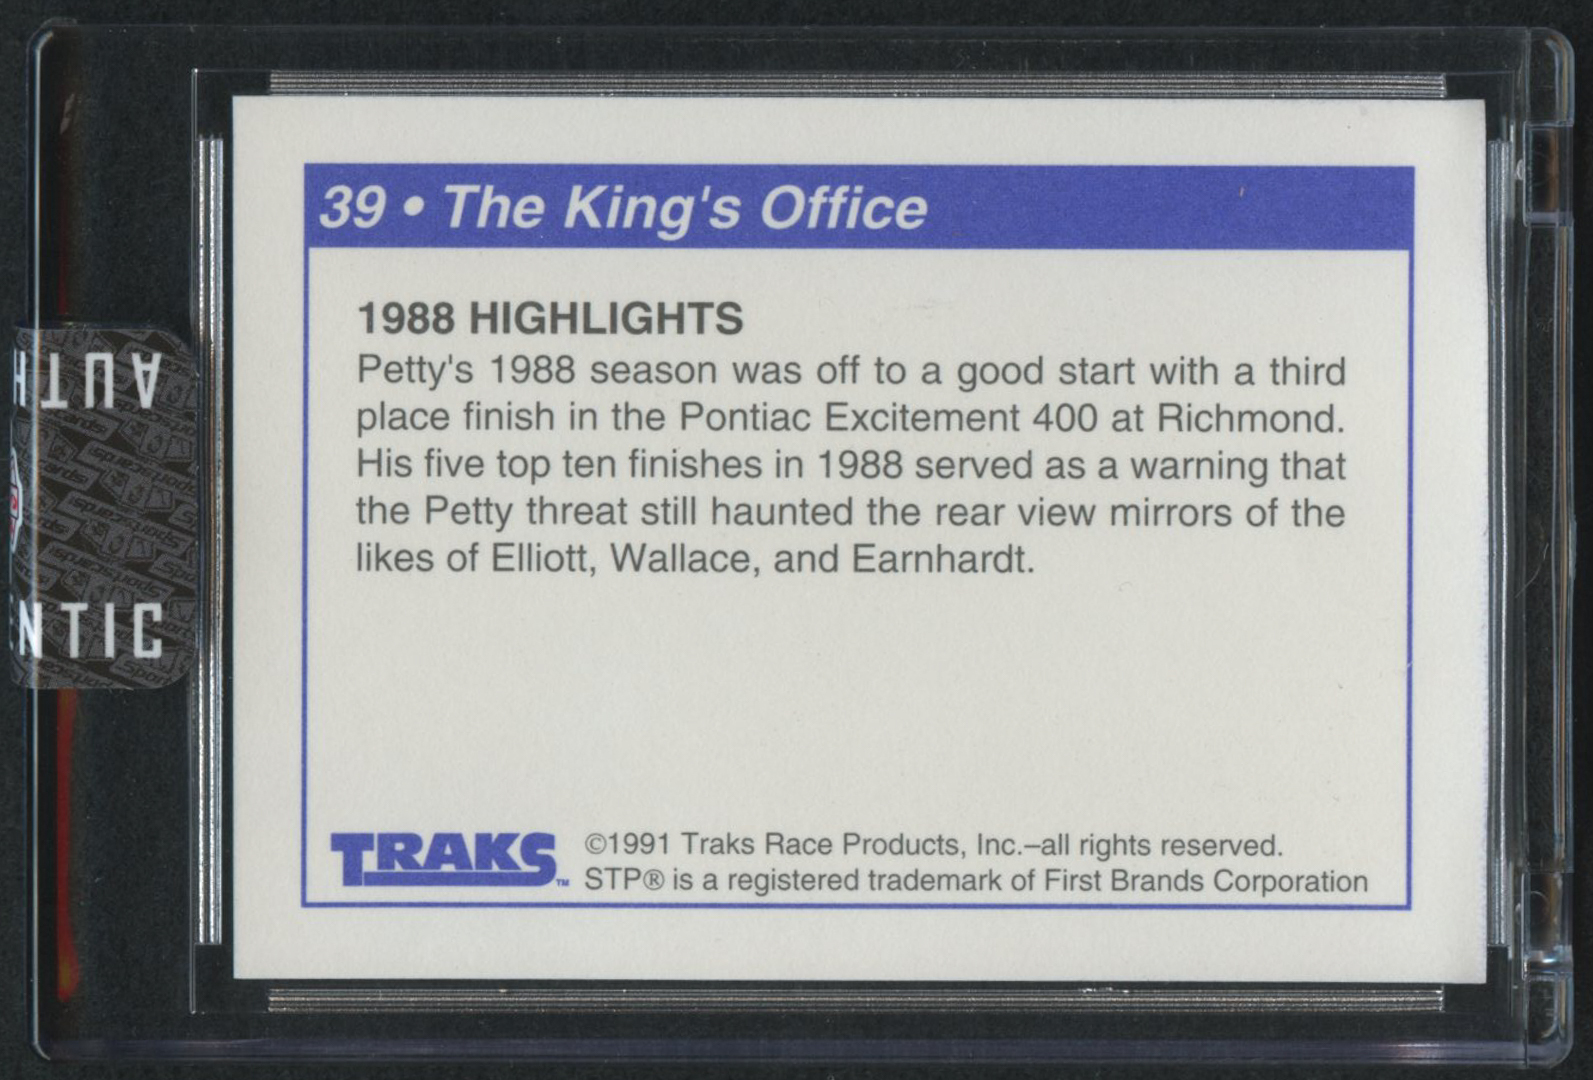 39 • The King's Office
1988 HIGHLIGHTS
Petty's 1988 season was off to a good start with a third
place finish in the Pontiac Excitement 400 at Richmond.
His five top ten finishes in 1988 served as a warning that
the Petty threat still haunted the rear view mirrors of the
likes of Elliott, Wallace, and Earnhardt.
TRAKS™
©1991 Traks Race Products, Inc.–all rights reserved.
STP® is a registered trademark of First Brands Corporation
AUTH
NTIC